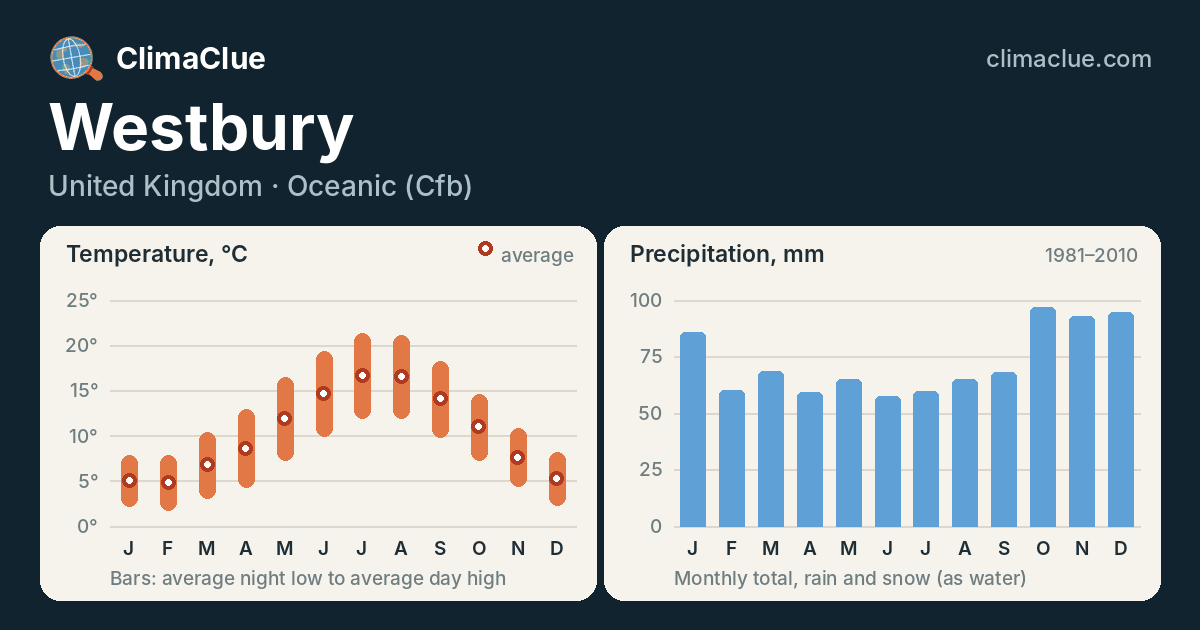 ClimaClue
climaclue.com
Westbury
United Kingdom · Oceanic (Cfb)
Temperature, °C
average
25°
20°
15°
10°
5°
0°
J F M A M J J A S O N D
Bars: average night low to average day high
Precipitation, mm
1981–2010
100
75
50
25
0
J F M A M J J A S O N D
Monthly total, rain and snow (as water)